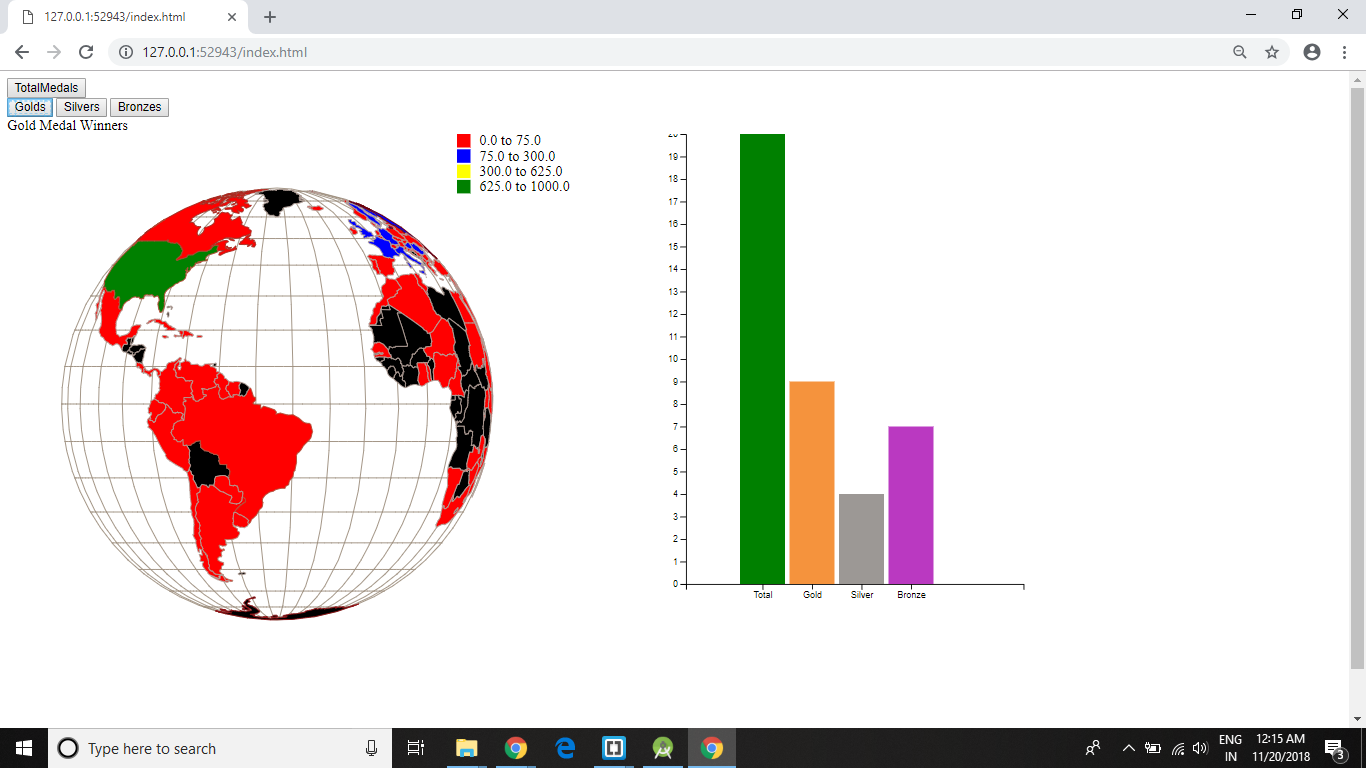 127.0.0.1:52943/index.html
127.0.0.1:52943/index.html
TotalMedals
Golds Silvers Bronzes
Gold Medal Winners
0.0 to 75.0
75.0 to 300.0
300.0 to 625.0
625.0 to 1000.0
20
19
18
17
16
15
14
13
12
11
10
9
8
7
6
5
4
3
2
1
0
Total Gold Silver Bronze
Type here to search
ENG
IN
12:15 AM
11/20/2018
3